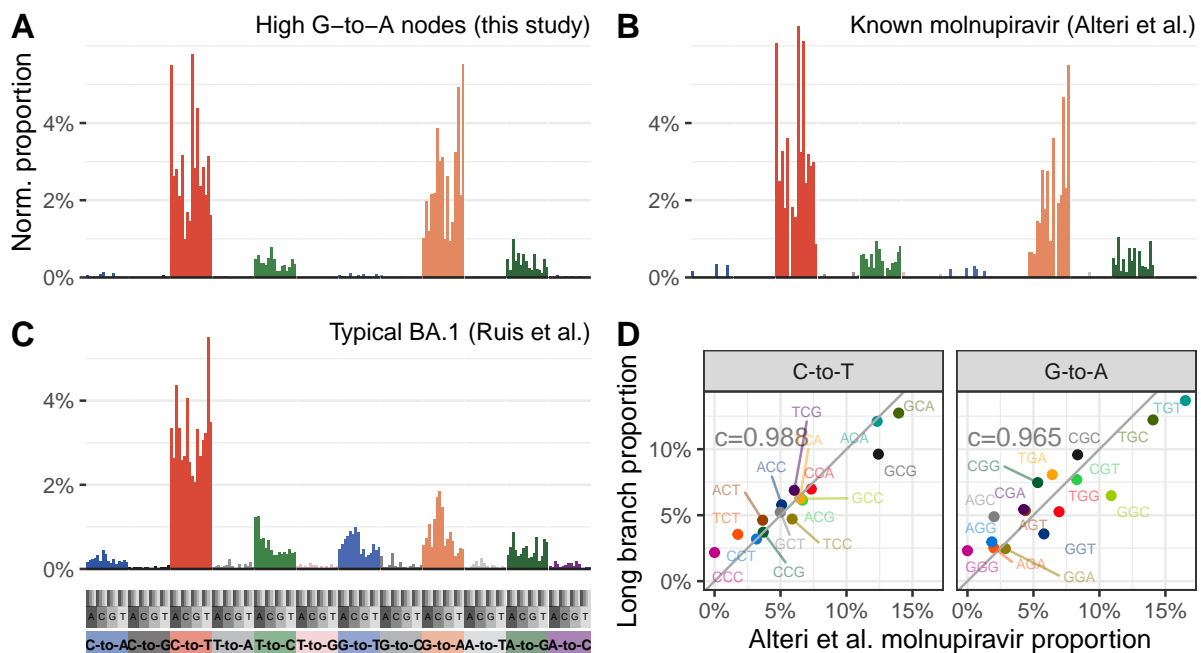 A
High G−to−A nodes (this study)
Norm. proportion
4%
2%
0%
B
Known molnupiravir (Alteri et al.)
4%
2%
0%
C
Typical BA.1 (Ruis et al.)
4%
2%
0%
A C G T A C G T A C G T A C G T A C G T A C G T A C G T A C G T A C G T A C G T A C G T A C G T
C-to-A C-to-G C-to-T T-to-A T-to-C T-to-G G-to-T G-to-C G-to-A A-to-T A-to-G A-to-C
D
Long branch proportion
C-to-T
G-to-A
10%
5%
0%
c=0.988
TCG
ACA
GCA
ACC
CCA
GCG
ACT
GCC
TCT
ACG
GCT
TCC
CCT
CCG
CCC
c=0.965
TGT
TGC
CGC
TGA
CGG
CGT
CGA
AGC
TGG
GGC
AGG
AGT
GGT
GGG
AGA
GGA
0% 5% 10% 15%
0% 5% 10% 15%
Alteri et al. molnupiravir proportion